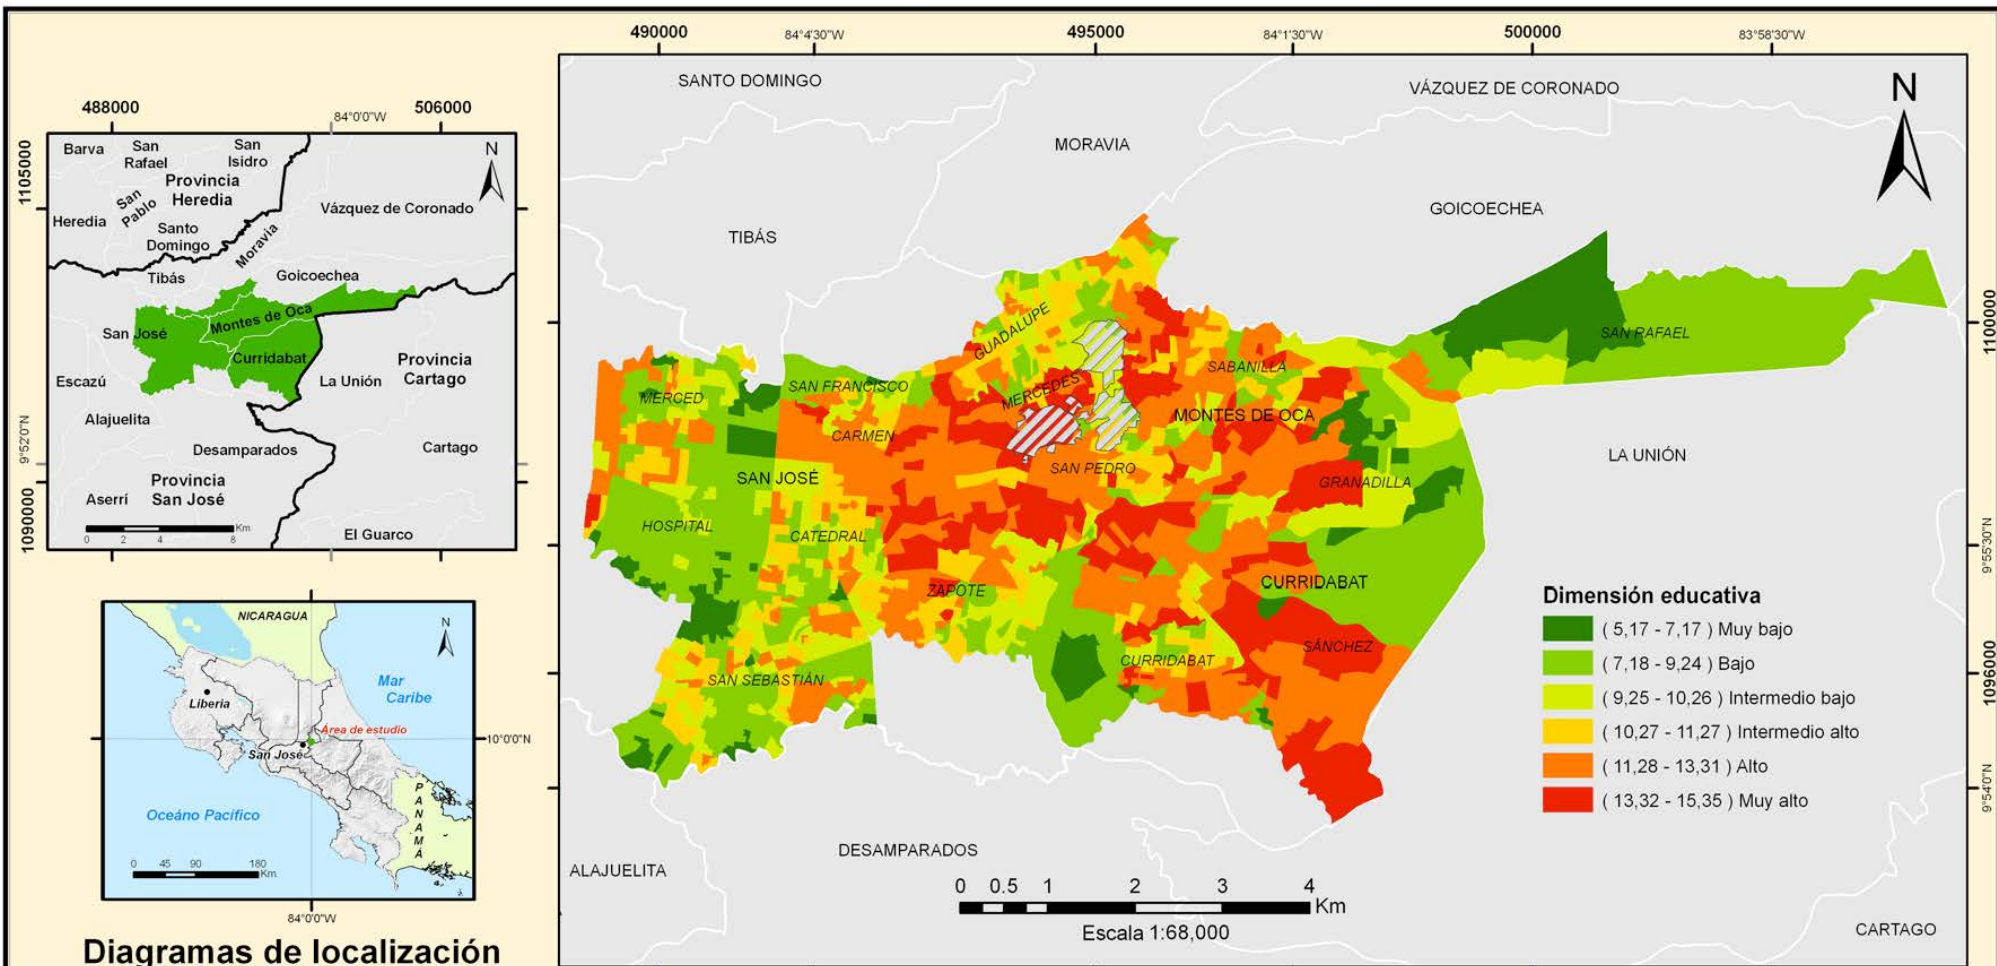 488000
506000
84°0'0"W
1105000
9°52'0"N
1090000
N
Barva
San
Rafael
San
Isidro
Provincia
Heredia
San
Pablo
Heredia
Santo
Domingo
Moravia
Vázquez de Coronado
Tibás
Goicoechea
San José
Montes de Oca
Curridabat
Escazú
La Unión
Provincia
Cartago
Alajuelita
Desamparados
Cartago
Provincia
San José
Aserrí
El Guarco
0 2 4 8 Km
NICARAGUA
N
Mar
Caribe
Liberia
Área de estudio
San José
10°0'0"N
Oceáno Pacífico
PANAMÁ
0 45 90 180
Km
84°0'0"W
Diagramas de localización
490000
84°4'30"W
495000
84°1'30"W
500000
83°58'30"W
SANTO DOMINGO
VÁZQUEZ DE CORONADO
N
MORAVIA
GOICOECHEA
TIBÁS
1100000
GUADALUPE
SAN RAFAEL
SABANILLA
SAN FRANCISCO
MERCED
MERCEDES
MONTES DE OCA
CARMEN
SAN JOSÉ
SAN PEDRO
LA UNIÓN
GRANADILLA
HOSPITAL
CATEDRAL
9°55'30"N
CURRIDABAT
ZAPOTE
SÁNCHEZ
CURRIDABAT
SAN SEBASTIÁN
1096000
9°54'0"N
Dimensión educativa
( 5,17 - 7,17 ) Muy bajo
( 7,18 - 9,24 ) Bajo
( 9,25 - 10,26 ) Intermedio bajo
( 10,27 - 11,27 ) Intermedio alto
( 11,28 - 13,31 ) Alto
( 13,32 - 15,35 ) Muy alto
DESAMPARADOS
ALAJUELITA
0 0.5 1 2 3 4
Km
Escala 1:68,000
CARTAGO